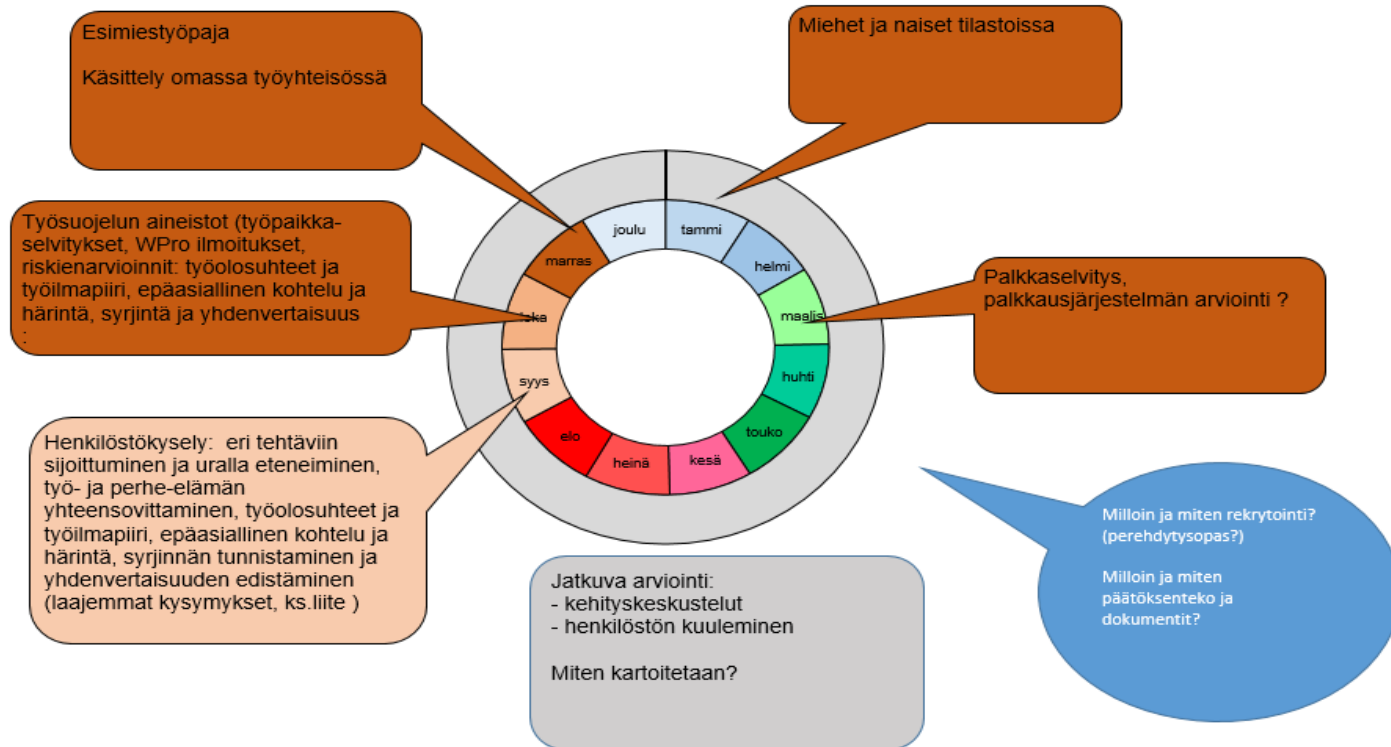 Esimiestyöpaja
Käsittely omassa työyhteisössä
Miehet ja naiset tilastoissa
Työsuojelun aineistot (työpaikka-
selvitykset, WPro ilmoitukset,
riskienarvioinnit: työolosuhteet ja
työilmapiiri, epäasiallinen kohtelu ja
häirintä, syrjintä ja yhdenvertaisuus
:
Palkkaselvitys,
palkkausjärjestelmän arviointi ?
Henkilöstökysely:  eri tehtäviin
sijoittuminen ja uralla eteneiminen,
työ- ja perhe-elämän
yhteensovittaminen, työolosuhteet ja
työilmapiiri, epäasiallinen kohtelu ja
häirintä, syrjinnän tunnistaminen ja
yhdenvertaisuuden edistäminen
(laajemmat kysymykset, ks.liite )
joulu
tammi
helmi
maalis
huhti
touko
kesä
heinä
elo
syys
marras
Jatkuva arviointi:
- kehityskeskustelut
- henkilöstön kuuleminen
Miten kartoitetaan?
Milloin ja miten rekrytointi?
(perehdytysopas?)
Milloin ja miten
päätöksenteko ja
dokumentit?